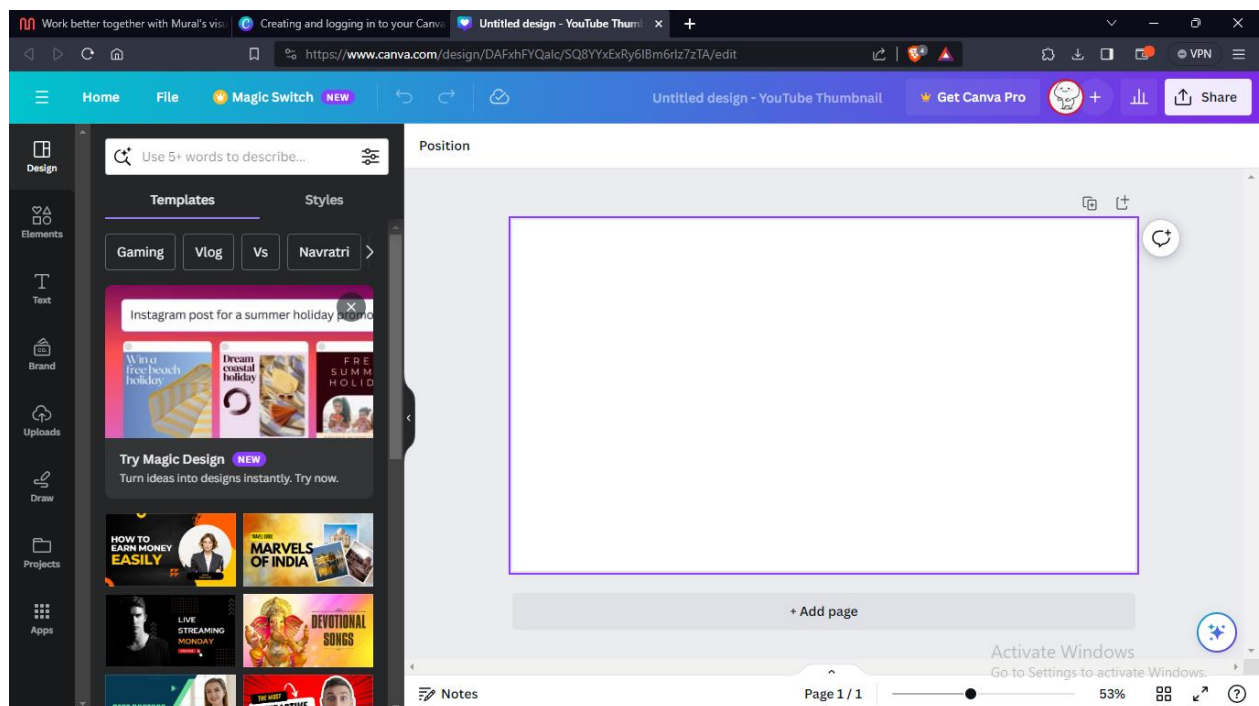 Work better together with Mural's visu
Creating and logging in to your Canva
Untitled design - YouTube Thum
https://www.canva.com/design/DAFxhFYQalc/SQ8YYxExRy6IBm6rIz7zTA/edit
VPN
Home
File
Magic Switch NEW
Untitled design - YouTube Thumbnail
Get Canva Pro
Share
Design
Elements
Text
Brand
Uploads
Draw
Projects
Apps
Use 5+ words to describe...
Templates
Styles
Gaming
Vlog
Vs
Navratri
Instagram post for a summer holiday promo
Win a
free beach
holiday
Dream
coastal
holiday
FRE
SUMM
HOLID
Try Magic Design NEW
Turn ideas into designs instantly. Try now.
HOW TO
EARN MONEY
EASILY
MARVELS
OF INDIA
LIVE
STREAMING
MONDAY
DEVOTIONAL
SONGS
THE MOST
Position
+ Add page
Activate Windows
Go to Settings to activate Windows.
Notes
Page 1 / 1
53%